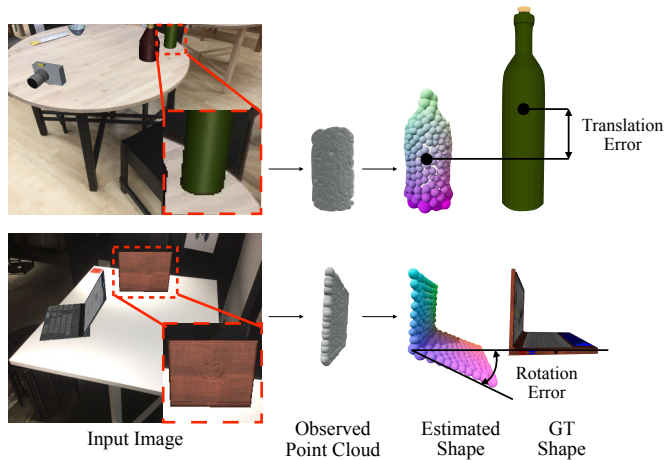 Translation
Error
Rotation
Error
Input Image
Observed
Point Cloud
Estimated
Shape
GT
Shape